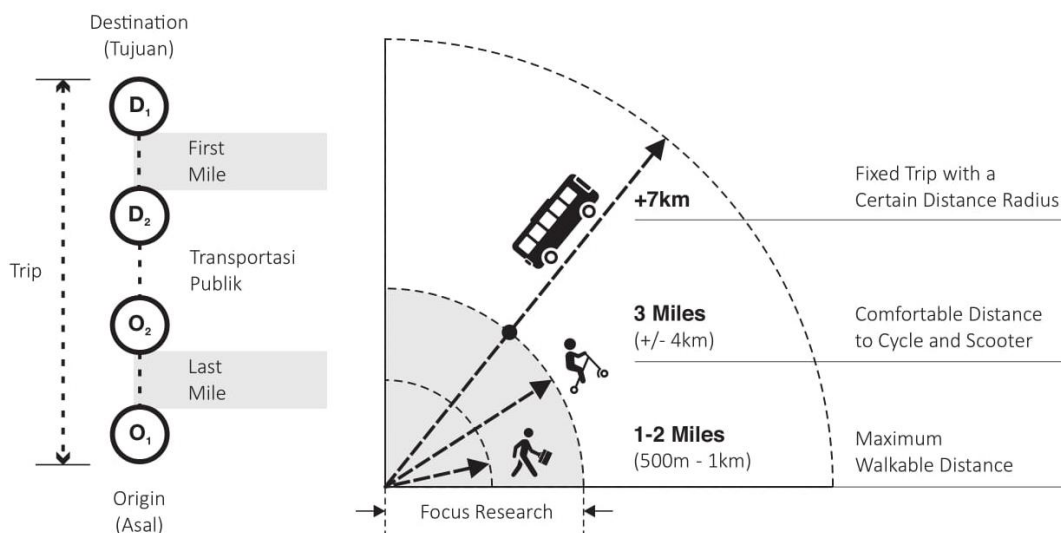 Destination
(Tujuan)
D1
First
Mile
D2
Trip
Transportasi
Publik
O2
Last
Mile
O1
Origin
(Asal)
+7km
Fixed Trip with a
Certain Distance Radius
3 Miles
(+/- 4km)
Comfortable Distance
to Cycle and Scooter
1-2 Miles
(500m - 1km)
Maximum
Walkable Distance
Focus Research